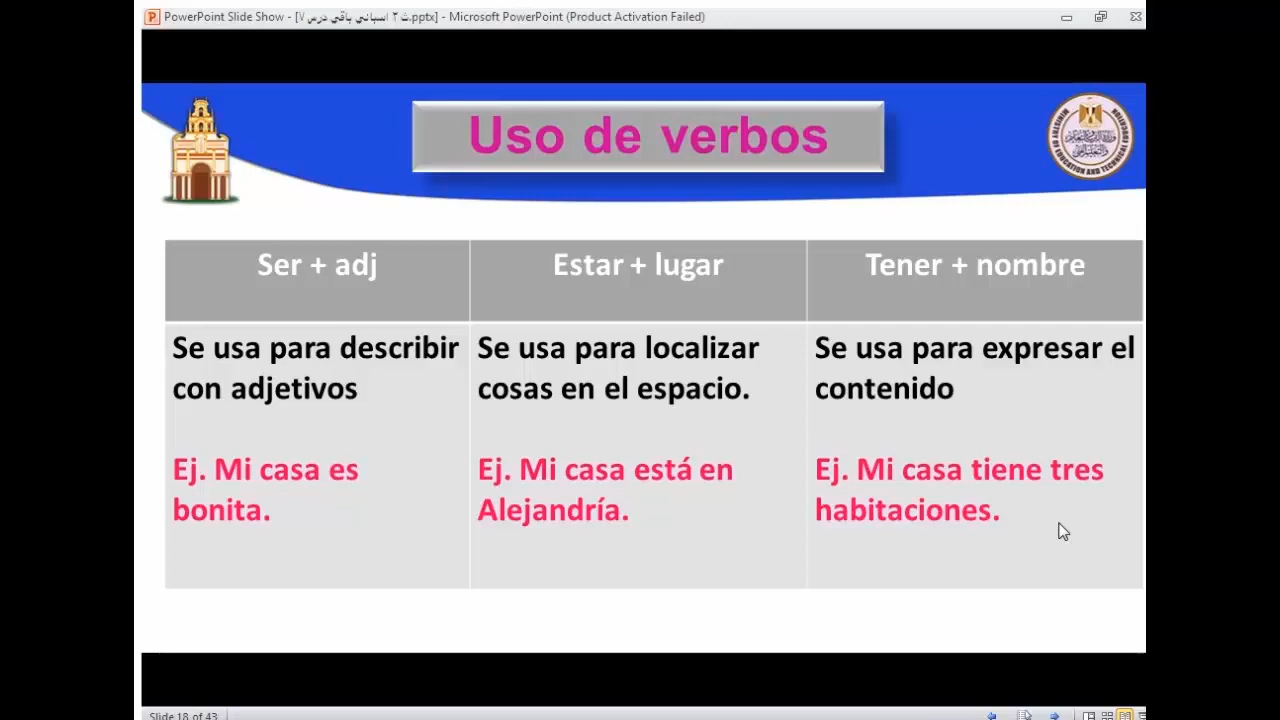 PowerPoint Slide Show - [ث ٢ اسباني باقي درس ٧.pptx] - Microsoft PowerPoint (Product Activation Failed)
Uso de verbos
Ser + adj
Estar + lugar
Tener + nombre
Se usa para describir
con adjetivos
Ej. Mi casa es
bonita.
Se usa para localizar
cosas en el espacio.
Ej. Mi casa está en
Alejandría.
Se usa para expresar el
contenido
Ej. Mi casa tiene tres
habitaciones.
Slide 18 of 43